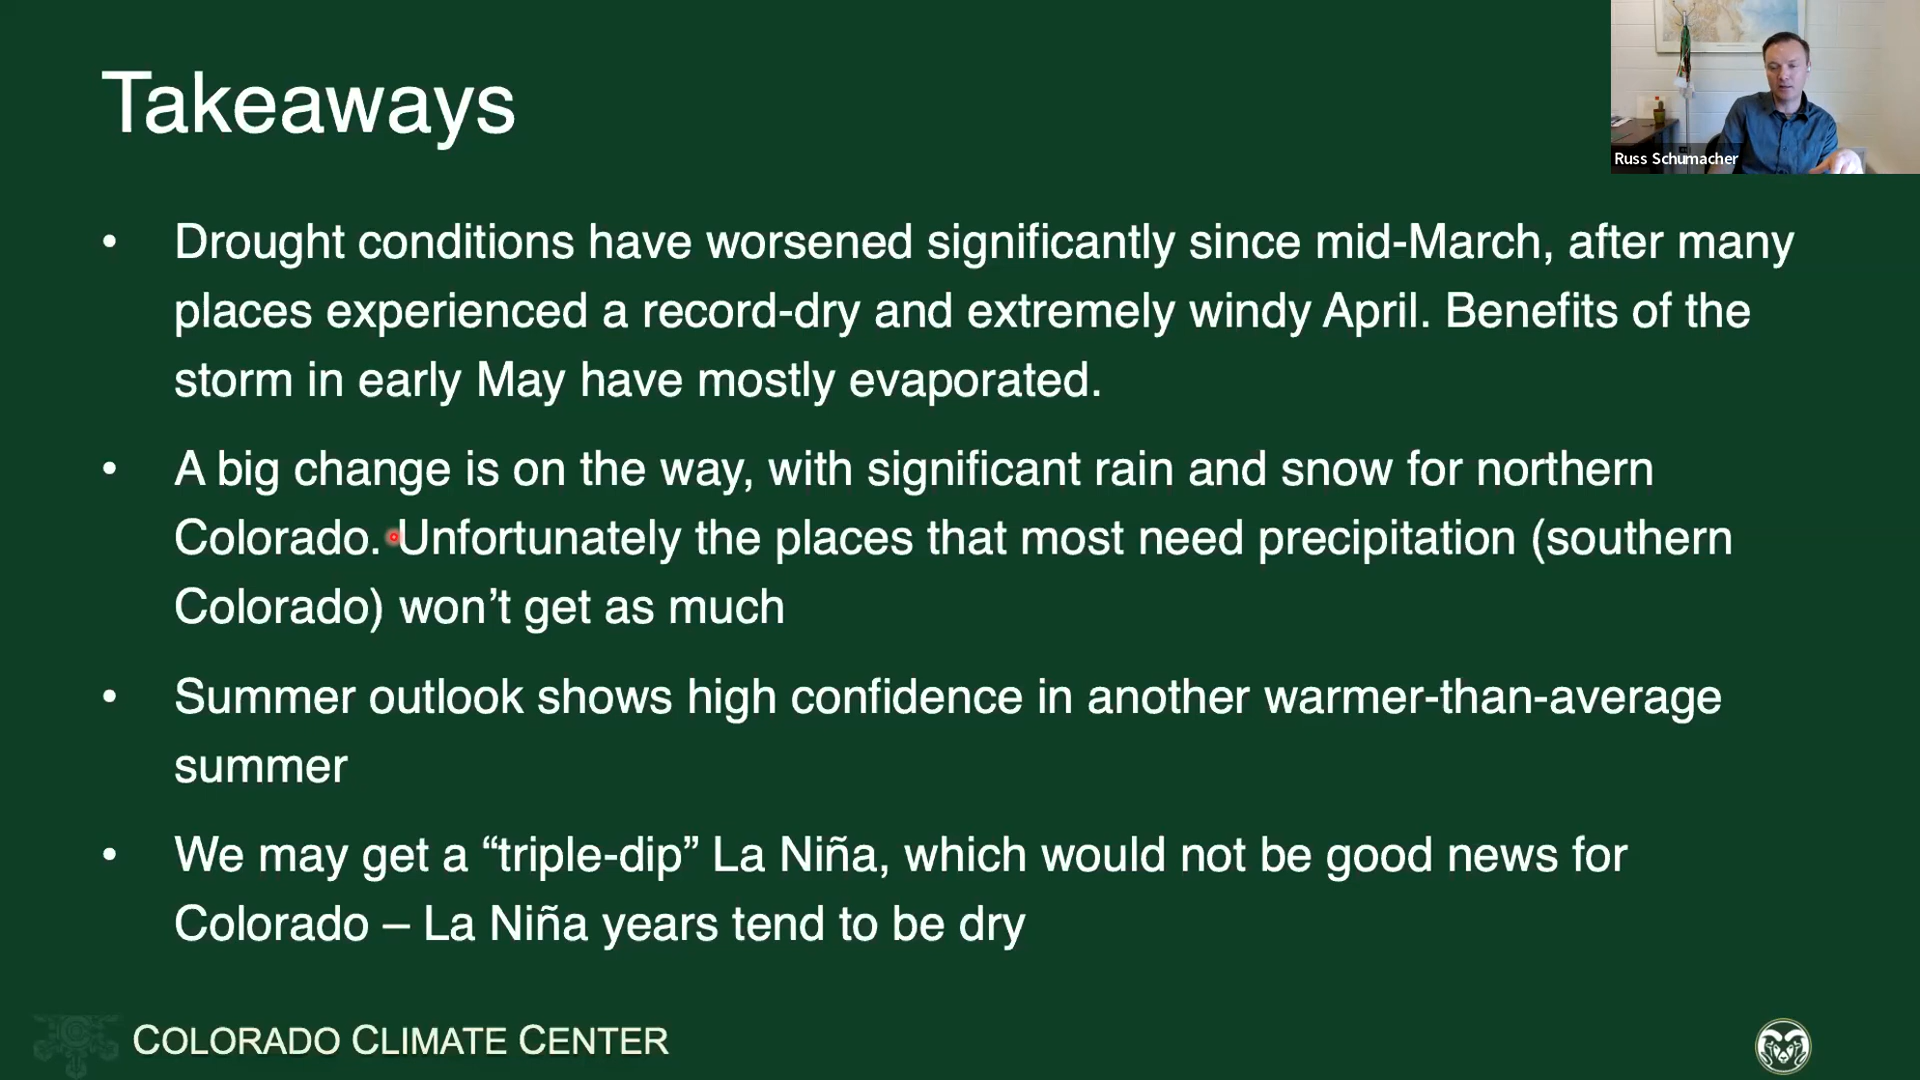 Takeaways
Russ Schumacher
• Drought conditions have worsened significantly since mid-March, after many
places experienced a record-dry and extremely windy April. Benefits of the
storm in early May have mostly evaporated.
• A big change is on the way, with significant rain and snow for northern
Colorado. Unfortunately the places that most need precipitation (southern
Colorado) won’t get as much
• Summer outlook shows high confidence in another warmer-than-average
summer
• We may get a “triple-dip” La Niña, which would not be good news for
Colorado – La Niña years tend to be dry
COLORADO CLIMATE CENTER